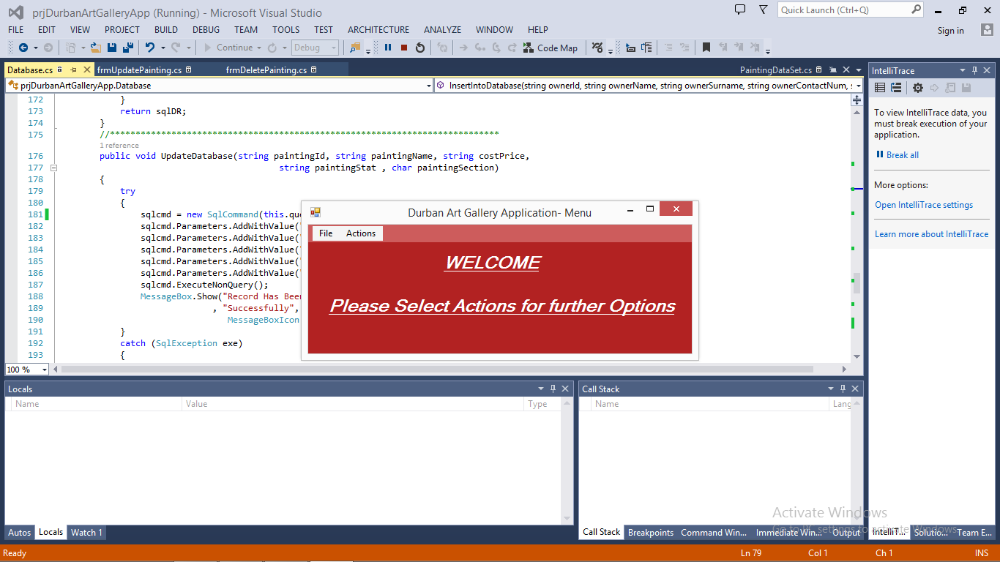 prjDurbanArtGalleryApp (Running) - Microsoft Visual Studio
Quick Launch (Ctrl+Q)
FILE EDIT VIEW PROJECT BUILD DEBUG TEAM TOOLS TEST ARCHITECTURE ANALYZE WINDOW HELP
Sign in
Continue Debug Code Map
Database.cs frmUpdatePainting.cs frmDeletePainting.cs PaintingDataSet.cs
prjDurbanArtGalleryApp.Database InsertIntoDatabase(string ownerId, string ownerName, string ownerSurname, string ownerContactNum,
172 }
173 return sqlDR;
174 }
175 //****************************************************************************
1 reference
176 public void UpdateDatabase(string paintingId, string paintingName, string costPrice,
177 string paintingStat , char paintingSection)
178 {
179 try
180 {
181 sqlcmd = new SqlCommand(this.qu
182 sqlcmd.Parameters.AddWithValue("
183 sqlcmd.Parameters.AddWithValue("
184 sqlcmd.Parameters.AddWithValue("
185 sqlcmd.Parameters.AddWithValue("
186 sqlcmd.Parameters.AddWithValue("
187 sqlcmd.ExecuteNonQuery();
188 MessageBox.Show("Record Has Been
189 , "Successfully",
190 MessageBoxIcon
191 }
192 catch (SqlException exe)
193 {
100 %
Durban Art Gallery Application- Menu
File Actions
WELCOME
Please Select Actions for further Options
IntelliTrace
To view IntelliTrace data, you
must break execution of your
application.
Break all
More options:
Open IntelliTrace settings
Learn more about IntelliTrace
Locals
Name Value Type
Autos Locals Watch 1
Call Stack
Name Lang
Call Stack Breakpoints Command Win... Immediate Win... Output
IntelliT... Solutio... Team E...
Activate Windows
Go to PC settings to activate Windows.
Ready Ln 79 Col 1 Ch 1 INS